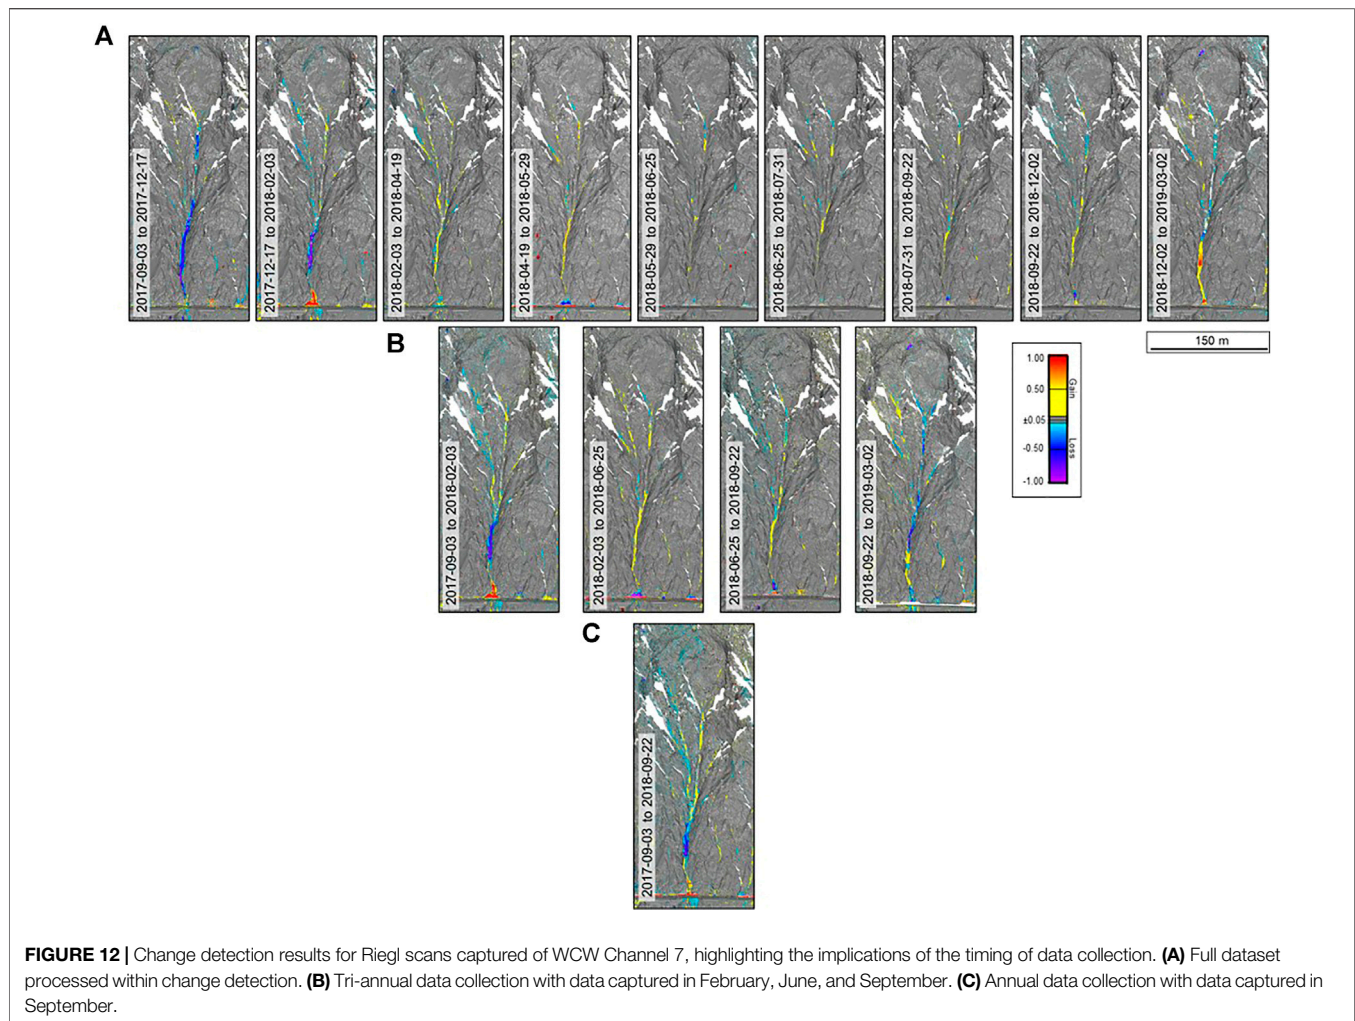 A
2017-09-03 to 2017-12-17
2017-12-17 to 2018-02-03
2018-02-03 to 2018-04-19
2018-04-19 to 2018-05-29
2018-05-29 to 2018-06-25
2018-06-25 to 2018-07-31
2018-07-31 to 2018-09-22
2018-09-22 to 2018-12-02
2018-12-02 to 2019-03-02
150 m
B
2017-09-03 to 2018-02-03
2018-02-03 to 2018-06-25
2018-06-25 to 2018-09-22
2018-09-22 to 2019-03-02
1.00
0.50
±0.05
-0.50
-1.00
Gain
Loss
C
2017-09-03 to 2018-09-22
FIGURE 12 | Change detection results for Riegl scans captured of WCW Channel 7, highlighting the implications of the timing of data collection. (A) Full dataset
processed within change detection. (B) Tri-annual data collection with data captured in February, June, and September. (C) Annual data collection with data captured in
September.